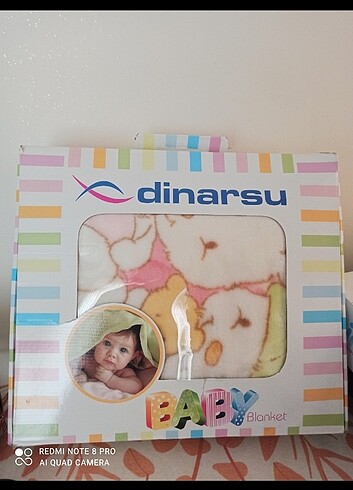 dinarsu
BABY
Blanket
REDMI NOTE 8 PRO
AI QUAD CAMERA